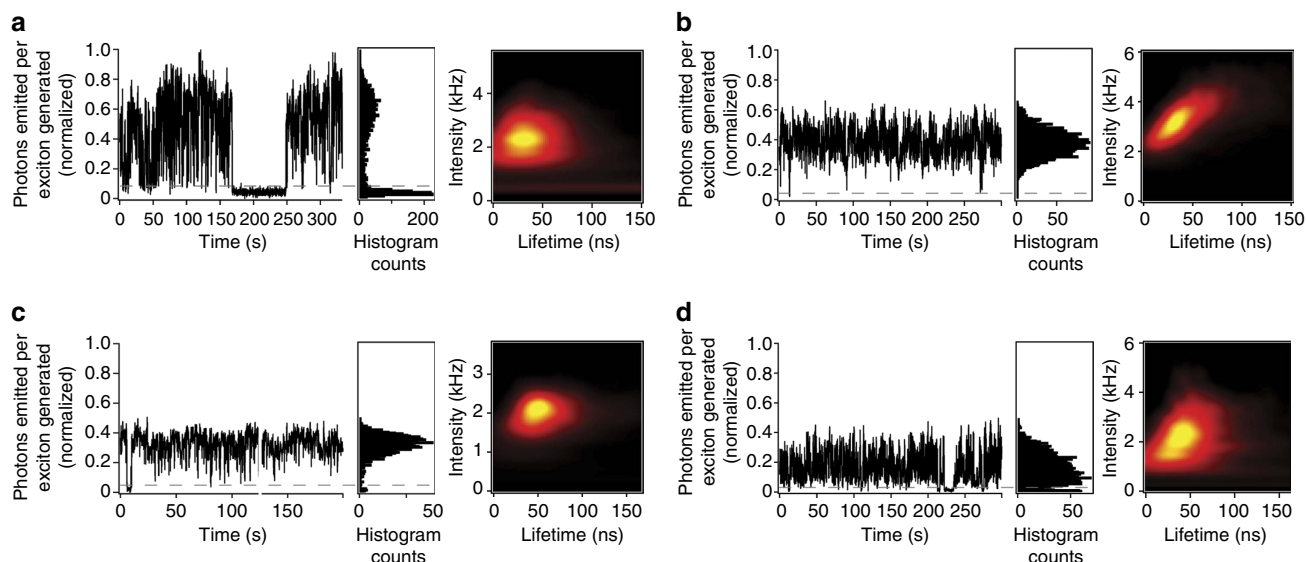 a
Photons emitted per
exciton generated
(normalized)
1.0
0.8
0.6
0.4
0.2
0
0 50 100 150 200 250 300
Time (s)
0 100 200
Histogram
counts
Intensity (kHz)
4
2
0
0 50 100 150
Lifetime (ns)
b
Photons emitted per
exciton generated
(normalized)
1.0
0.8
0.6
0.4
0.2
0
0 50 100 150 200 250
Time (s)
0 50
Histogram
counts
Intensity (kHz)
6
4
2
0
0 50 100 150
Lifetime (ns)
c
Photons emitted per
exciton generated
(normalized)
1.0
0.8
0.6
0.4
0.2
0
0 50 100 150
Time (s)
0 50
Histogram
counts
Intensity (kHz)
3
2
1
0
0 50 100 150
Lifetime (ns)
d
Photons emitted per
exciton generated
(normalized)
1.0
0.8
0.6
0.4
0.2
0
0 50 100 150 200 250
Time (s)
0 50
Histogram
counts
Intensity (kHz)
6
4
2
0
0 50 100 150
Lifetime (ns)